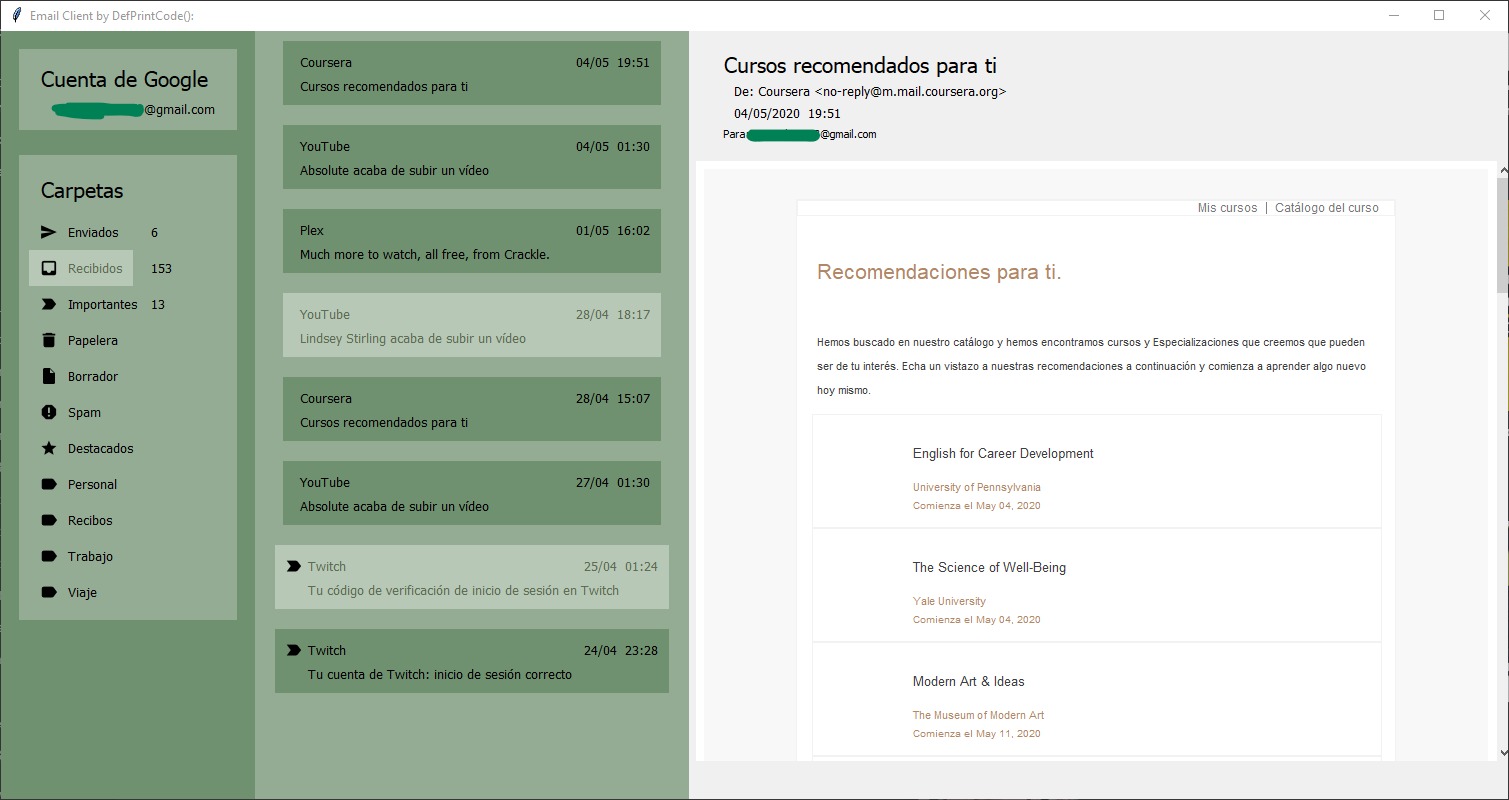 Email Client by DefPrintCode():
Cuenta de Google
@gmail.com
Carpetas
Enviados 6
Recibidos 153
Importantes 13
Papelera
Borrador
Spam
Destacados
Personal
Recibos
Trabajo
Viaje
Coursera 04/05 19:51
Cursos recomendados para ti
YouTube 04/05 01:30
Absolute acaba de subir un vídeo
Plex 01/05 16:02
Much more to watch, all free, from Crackle.
YouTube 28/04 18:17
Lindsey Stirling acaba de subir un vídeo
Coursera 28/04 15:07
Cursos recomendados para ti
YouTube 27/04 01:30
Absolute acaba de subir un vídeo
Twitch 25/04 01:24
Tu código de verificación de inicio de sesión en Twitch
Twitch 24/04 23:28
Tu cuenta de Twitch: inicio de sesión correcto
Cursos recomendados para ti
De: Coursera <no-reply@m.mail.coursera.org>
04/05/2020 19:51
Para @gmail.com
Mis cursos | Catálogo del curso
Recomendaciones para ti.
Hemos buscado en nuestro catálogo y hemos encontramos cursos y Especializaciones que creemos que pueden
ser de tu interés. Echa un vistazo a nuestras recomendaciones a continuación y comienza a aprender algo nuevo
hoy mismo.
English for Career Development
University of Pennsylvania
Comienza el May 04, 2020
The Science of Well-Being
Yale University
Comienza el May 04, 2020
Modern Art & Ideas
The Museum of Modern Art
Comienza el May 11, 2020